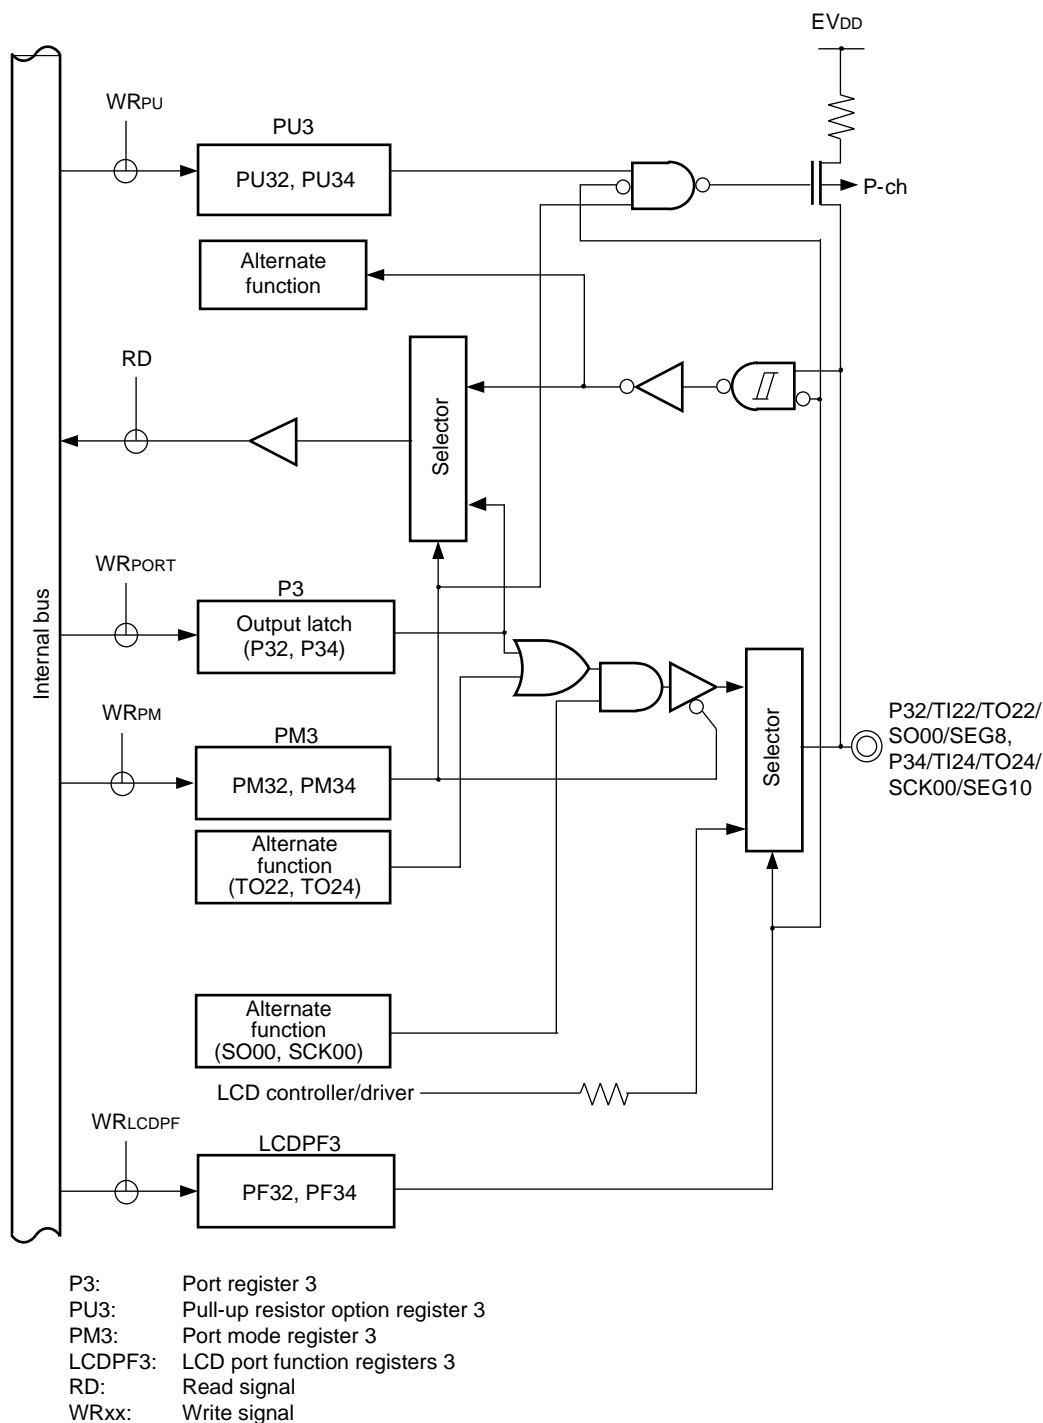 EVDD
WRPU
PU3
PU32, PU34
P-ch
Alternate
function
RD
Selector
WRPORT
P3
Output latch
(P32, P34)
Internal bus
WRPM
PM3
PM32, PM34
Selector
P32/TI22/TO22/
SO00/SEG8,
P34/TI24/TO24/
SCK00/SEG10
Alternate
function
(TO22, TO24)
Alternate
function
(SO00, SCK00)
LCD controller/driver
WRLCDPF
LCDPF3
PF32, PF34
P3: Port register 3
PU3: Pull-up resistor option register 3
PM3: Port mode register 3
LCDPF3: LCD port function registers 3
RD: Read signal
WRxx: Write signal